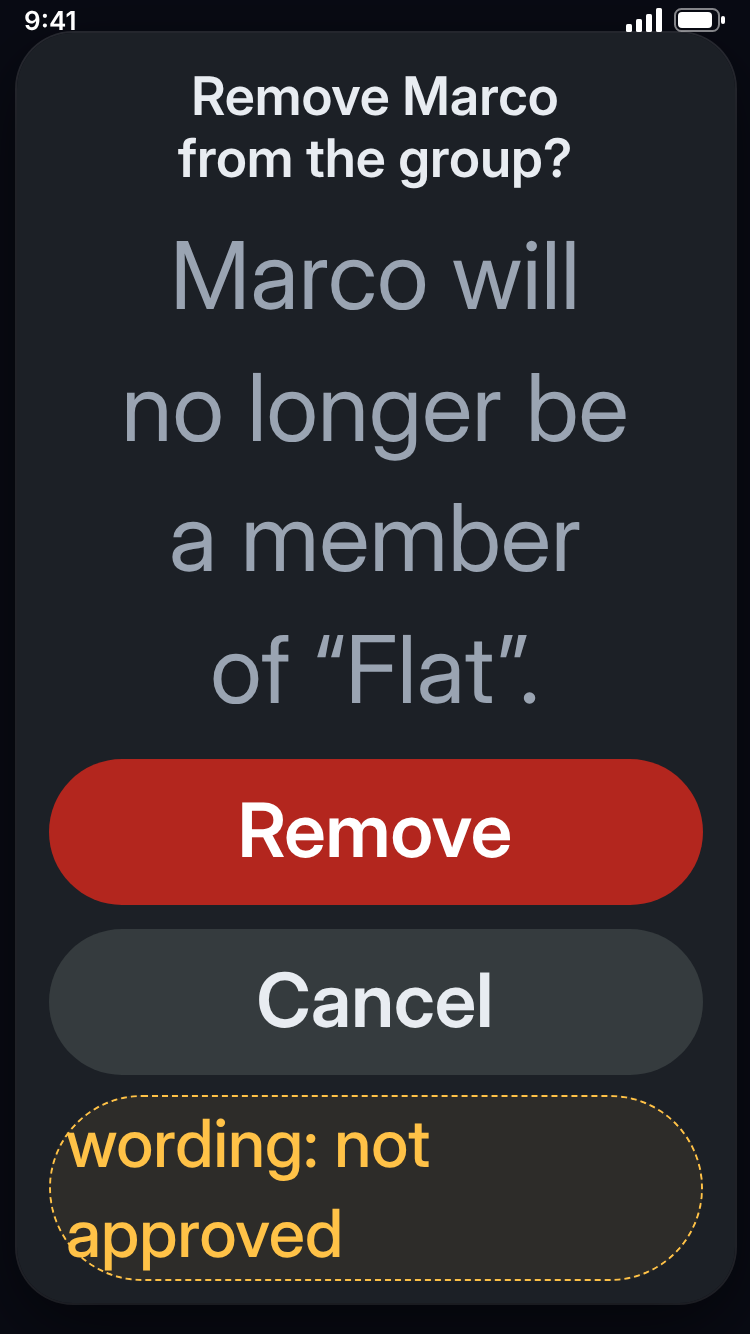 9:41
Remove Marco
from the group?
Marco will
no longer be
a member
of “Flat”.
Remove
Cancel
wording: not
approved